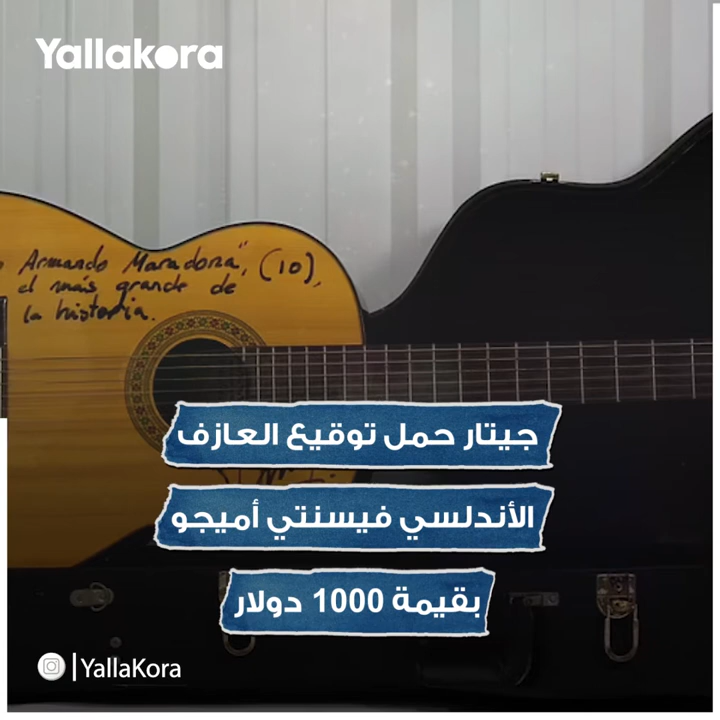 Yallakora
Armando Maradona", (10),
el más grande de
la historia.
جيتار حمل توقيع العازف
الأندلسي فيسنتي أميجو
بقيمة 1000 دولار
YallaKora